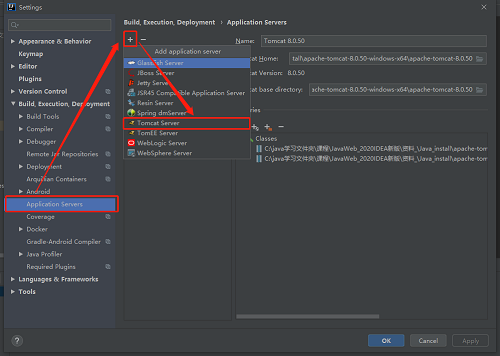 Settings
Build, Execution, Deployment › Application Servers
Appearance & Behavior
Keymap
Editor
Plugins
Version Control
Build, Execution, Deployment
Build Tools
Compiler
Debugger
Remote Jar Repositories
Deployment
Arquillian Containers
Android
Application Servers
Coverage
Docker
Gradle-Android Compiler
Java Profiler
Required Plugins
Languages & Frameworks
Tools
Add application server
Glassfish Server
JBoss Server
Jetty Server
JSR45 Compatible Application Server
Resin Server
Spring dmServer
Tomcat Server
TomEE Server
WebLogic Server
WebSphere Server
Name: Tomcat 8.0.50
cat Home: tall\apache-tomcat-8.0.50-windows-x64\apache-tomcat-8.0.50
cat Version: 8.0.50
cat base directory: ache-tomcat-8.0.50-windows-x64\apache-tomcat-8.0.50
aries
Classes
C:\java学习文件夹\课程\JavaWeb_2020IDEA新版\资料_\Java_install\apache-tom
C:\java学习文件夹\课程\JavaWeb_2020IDEA新版\资料_\Java_install\apache-tom
?
OK
Cancel
Apply